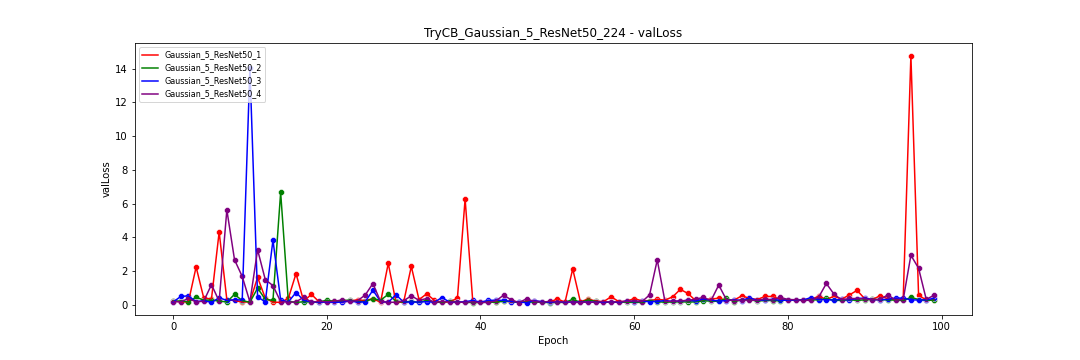 TryCB_Gaussian_5_ResNet50_224 - valLoss
Gaussian_5_ResNet50_1
Gaussian_5_ResNet50_2
Gaussian_5_ResNet50_3
Gaussian_5_ResNet50_4
valLoss
14
12
10
8
6
4
2
0
0 20 40 60 80 100
Epoch